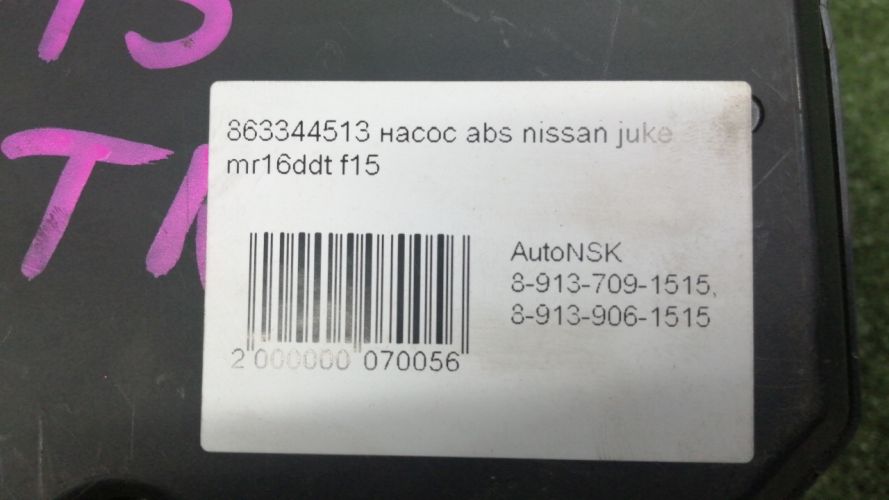 863344513 насос abs nissan juke
mr16ddt f15
AutoNSK
8-913-709-1515,
8-913-906-1515
2 000000 070056